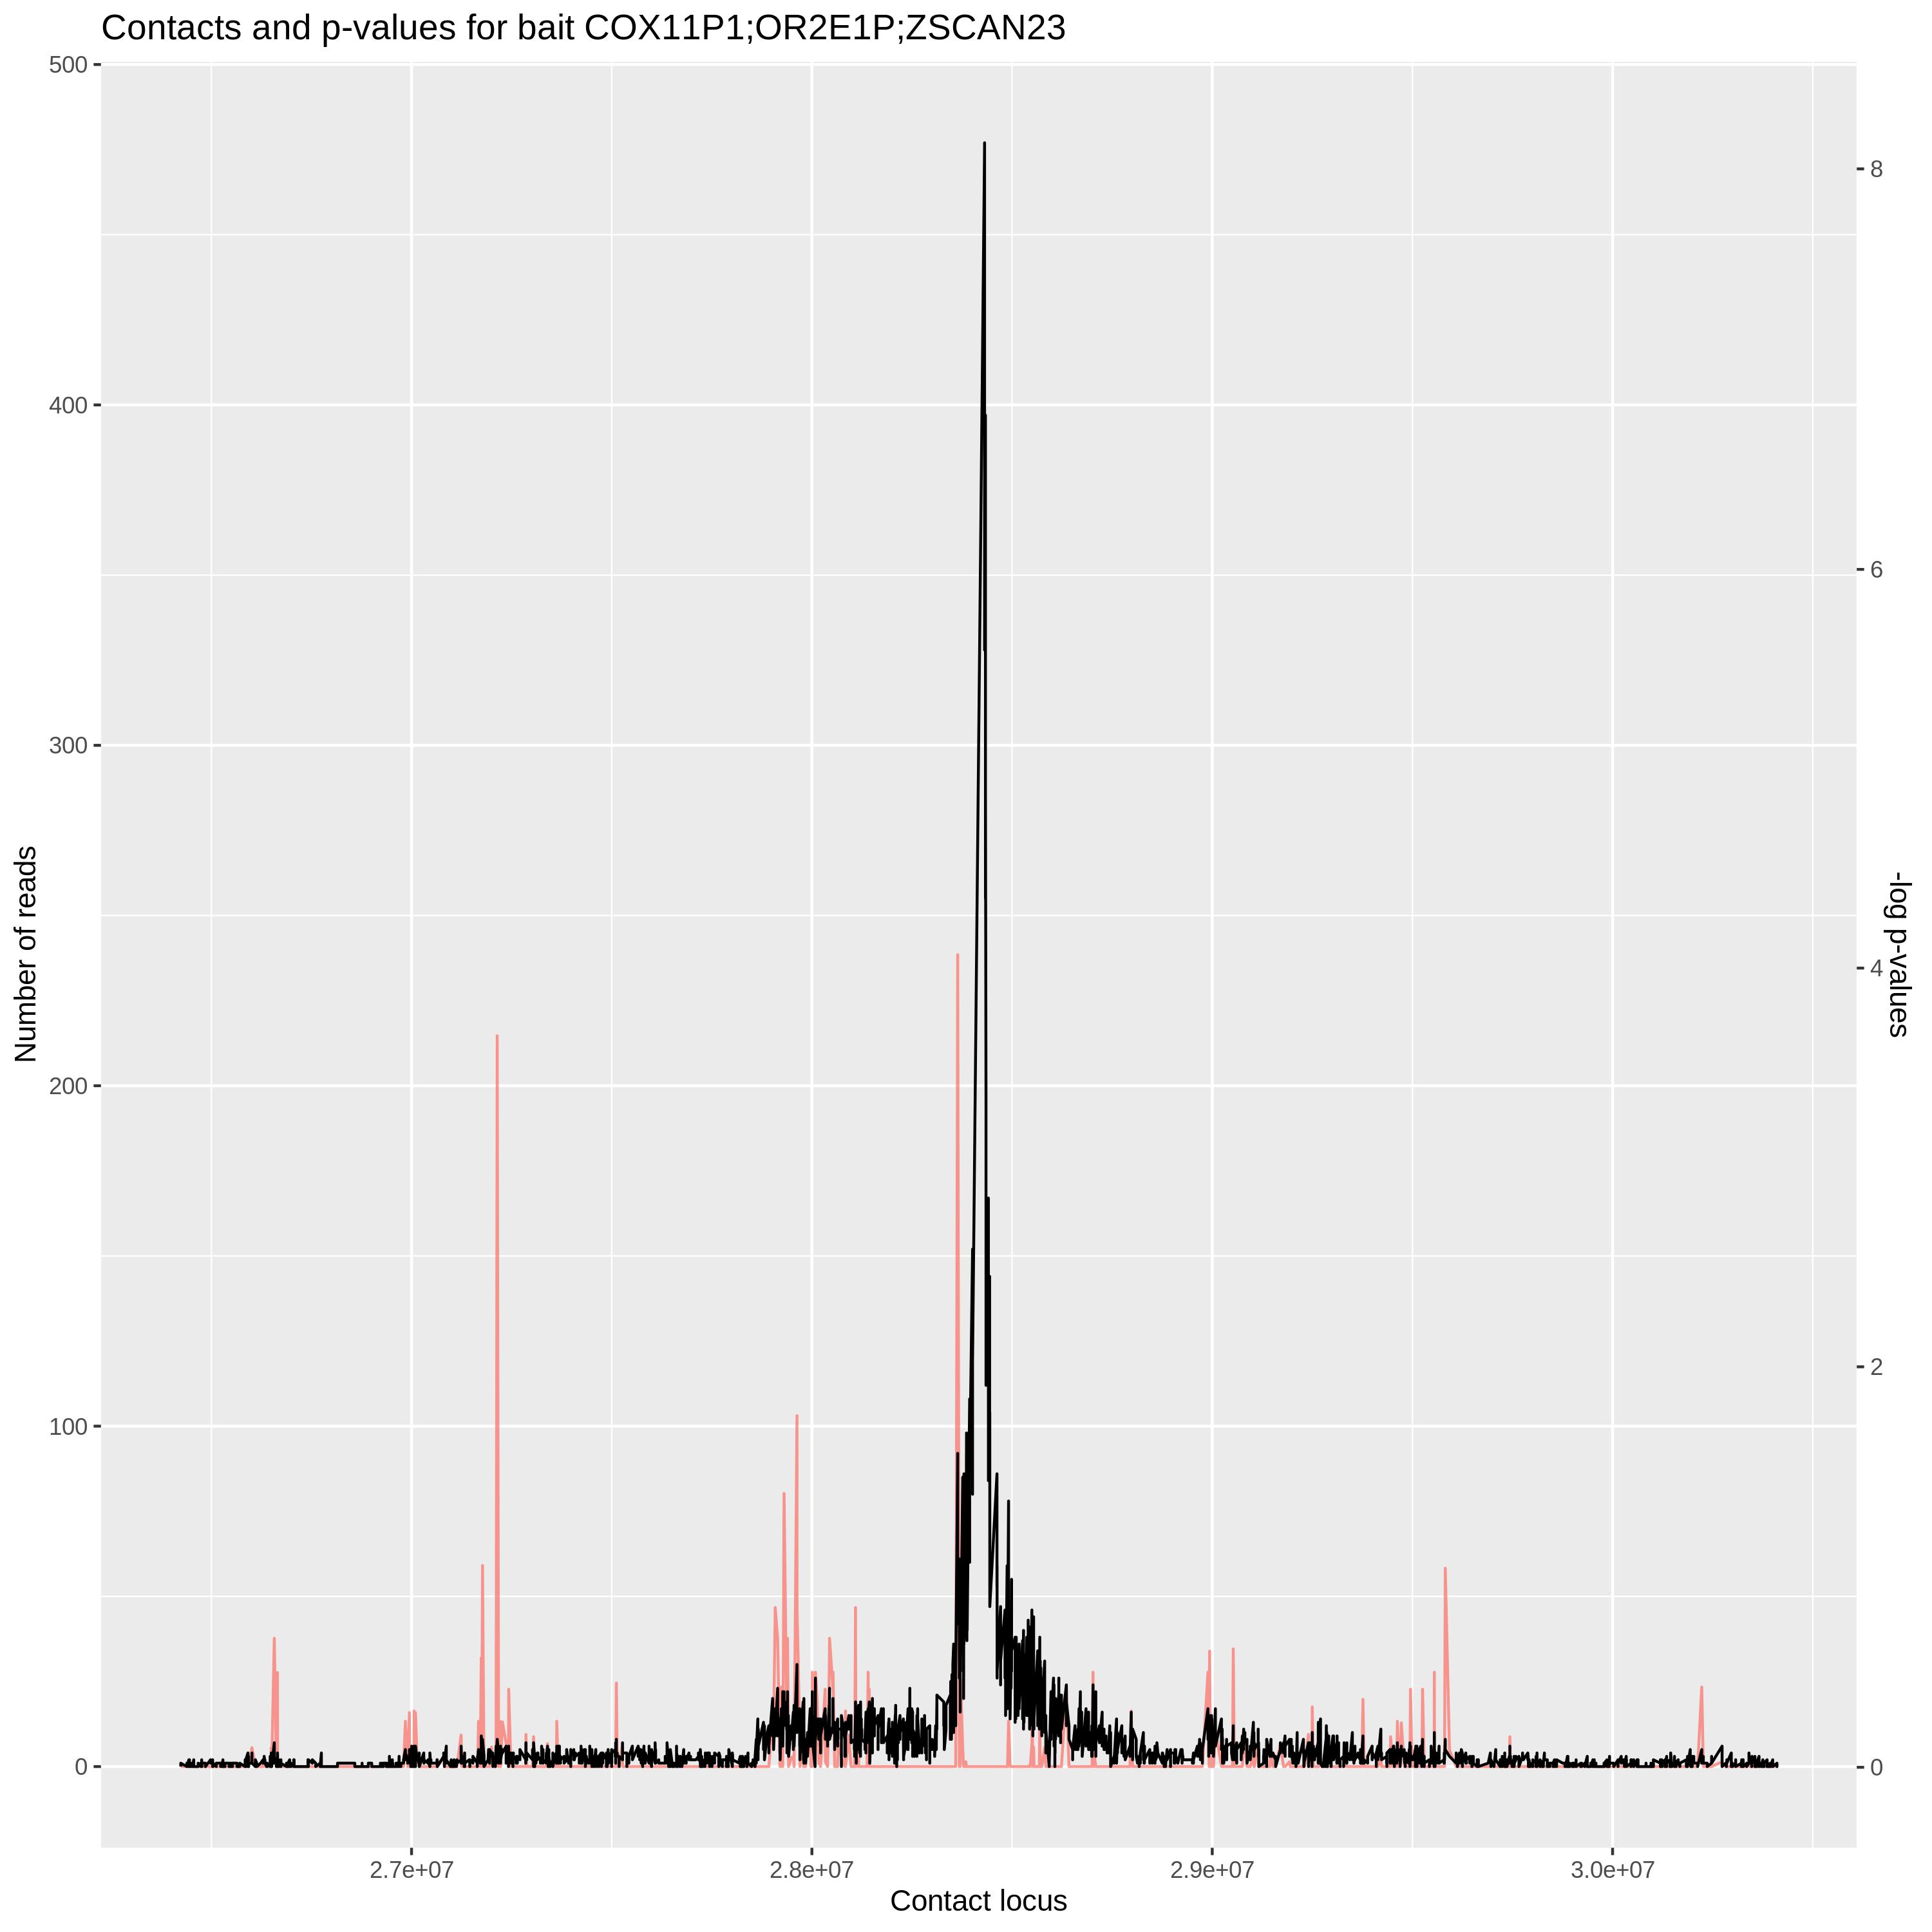 Contacts and p-values for bait COX11P1;OR2E1P;ZSCAN23
500
400
300
200
100
0
Number of reads
8
6
4
2
0
-log p-values
2.7e+07
2.8e+07
2.9e+07
3.0e+07
Contact locus